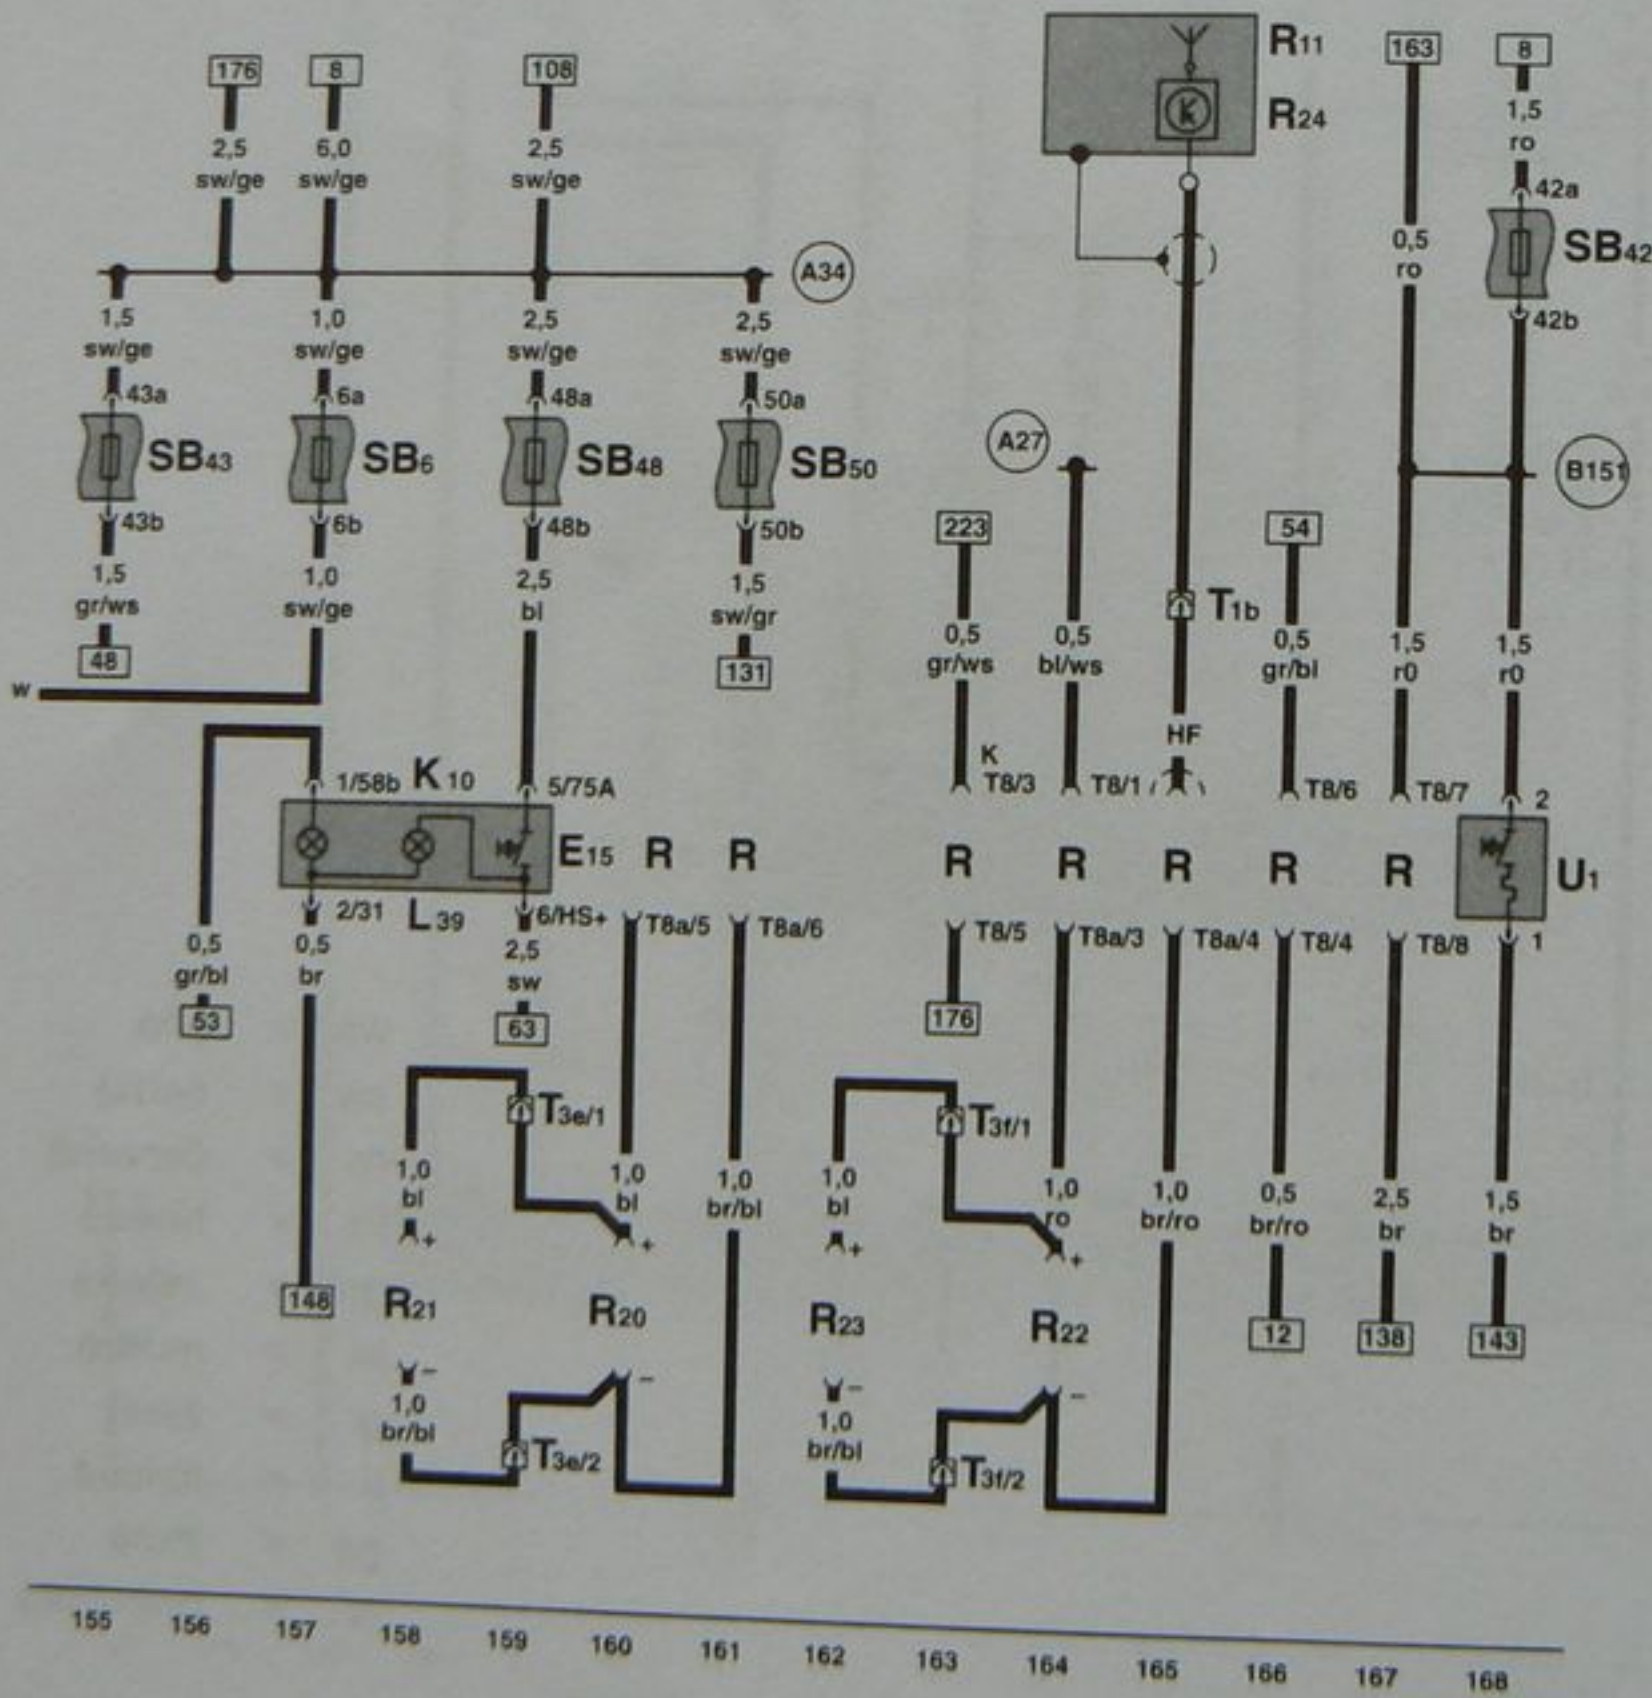 176 8 108 R11 163 8
R24
2,5 6,0 2,5 1,5
sw/ge sw/ge sw/ge ro
42a
0,5 SB42
ro
A34
1,5 1,0 2,5 2,5 42b
sw/ge sw/ge sw/ge sw/ge
43a 6a 48a 50a
A27
SB43 SB6 SB48 SB50 B151
43b 6b 48b 50b 223 54
1,5 1,0 2,5 1,5
gr/ws sw/ge bl sw/gr T1b
0,5 0,5 0,5 1,5 1,5
gr/ws bl/ws gr/bl r0 r0
48 131
w
HF
K
1/58b K10 5/75A T8/3 T8/1 T8/6 T8/7 2
E15 R R R R R R R U1
2/31 L39 6/HS+ T8a/5 T8a/6 T8/5 T8a/3 T8a/4 T8/4 T8/8 1
0,5 0,5 2,5
gr/bl br sw
53 63 176
T3e/1 T3f/1
1,0 1,0 1,0 1,0 1,0 1,0 0,5 2,5 1,5
bl bl br/bl bl ro br/ro br/ro br br
+ + + +
148 R21 R20 R23 R22 12 138 143
- - - -
1,0 1,0
br/bl br/bl
T3e/2 T3f/2
155 156 157 158 159 160 161 162 163 164 165 166 167 168